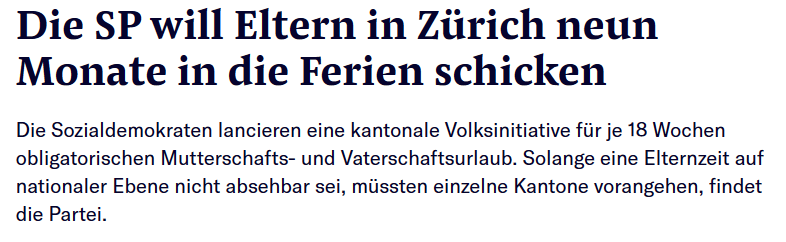 Die SP will Eltern in Zürich neun
Monate in die Ferien schicken
Die Sozialdemokraten lancieren eine kantonale Volksinitiative für je 18 Wochen
obligatorischen Mutterschafts- und Vaterschaftsurlaub. Solange eine Elternzeit auf
nationaler Ebene nicht absehbar sei, müssten einzelne Kantone vorangehen, findet
die Partei.